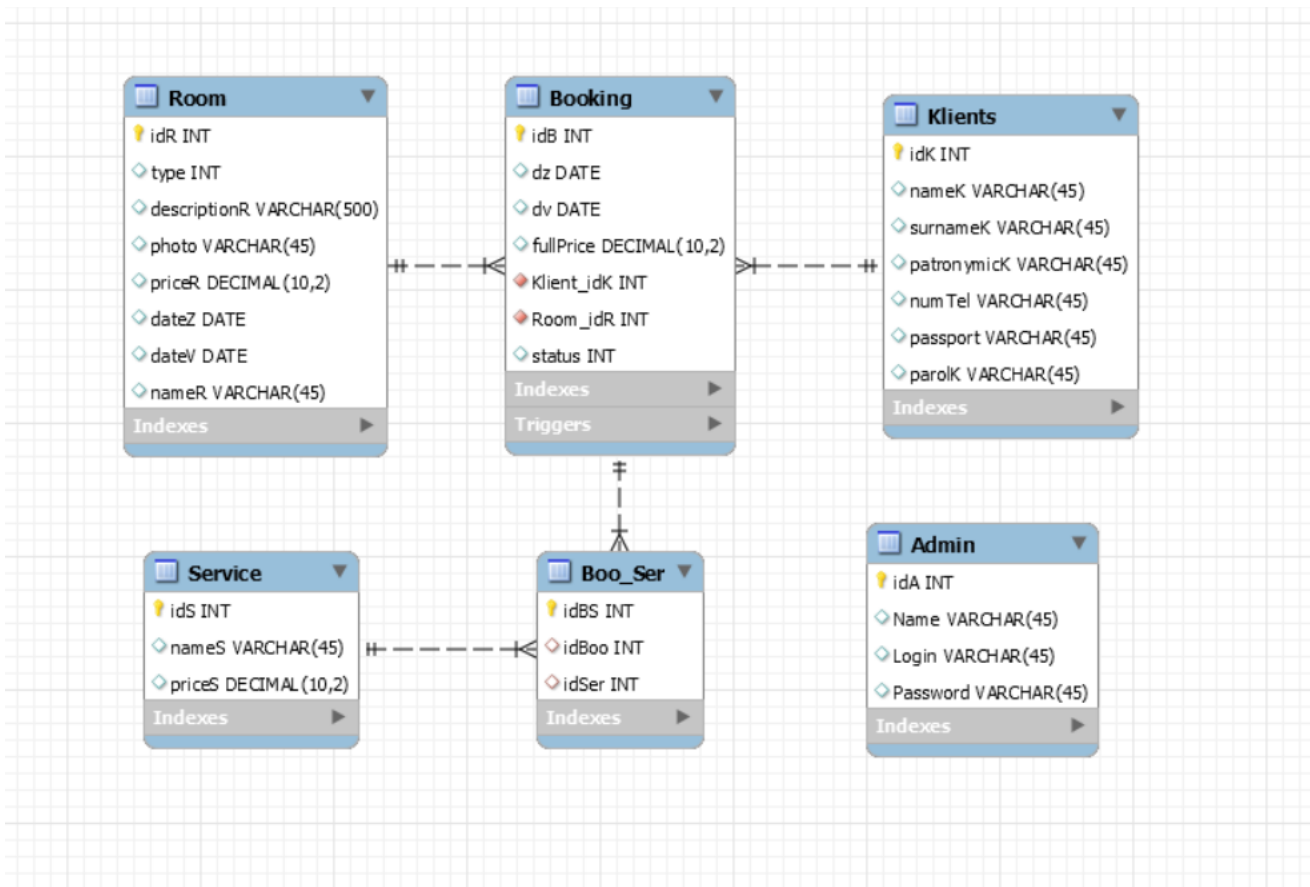 Room
idR INT
type INT
descriptionR VARCHAR(500)
photo VARCHAR(45)
priceR DECIMAL(10,2)
dateZ DATE
dateV DATE
nameR VARCHAR(45)
Indexes
Booking
idB INT
dz DATE
dv DATE
fullPrice DECIMAL(10,2)
Klient_idK INT
Room_idR INT
status INT
Indexes
Triggers
Klients
idK INT
nameK VARCHAR(45)
surnameK VARCHAR(45)
patronymicK VARCHAR(45)
numTel VARCHAR(45)
passport VARCHAR(45)
parolK VARCHAR(45)
Indexes
Service
idS INT
nameS VARCHAR(45)
priceS DECIMAL(10,2)
Indexes
Boo_Ser
idBS INT
idBoo INT
idSer INT
Indexes
Admin
idA INT
Name VARCHAR(45)
Login VARCHAR(45)
Password VARCHAR(45)
Indexes